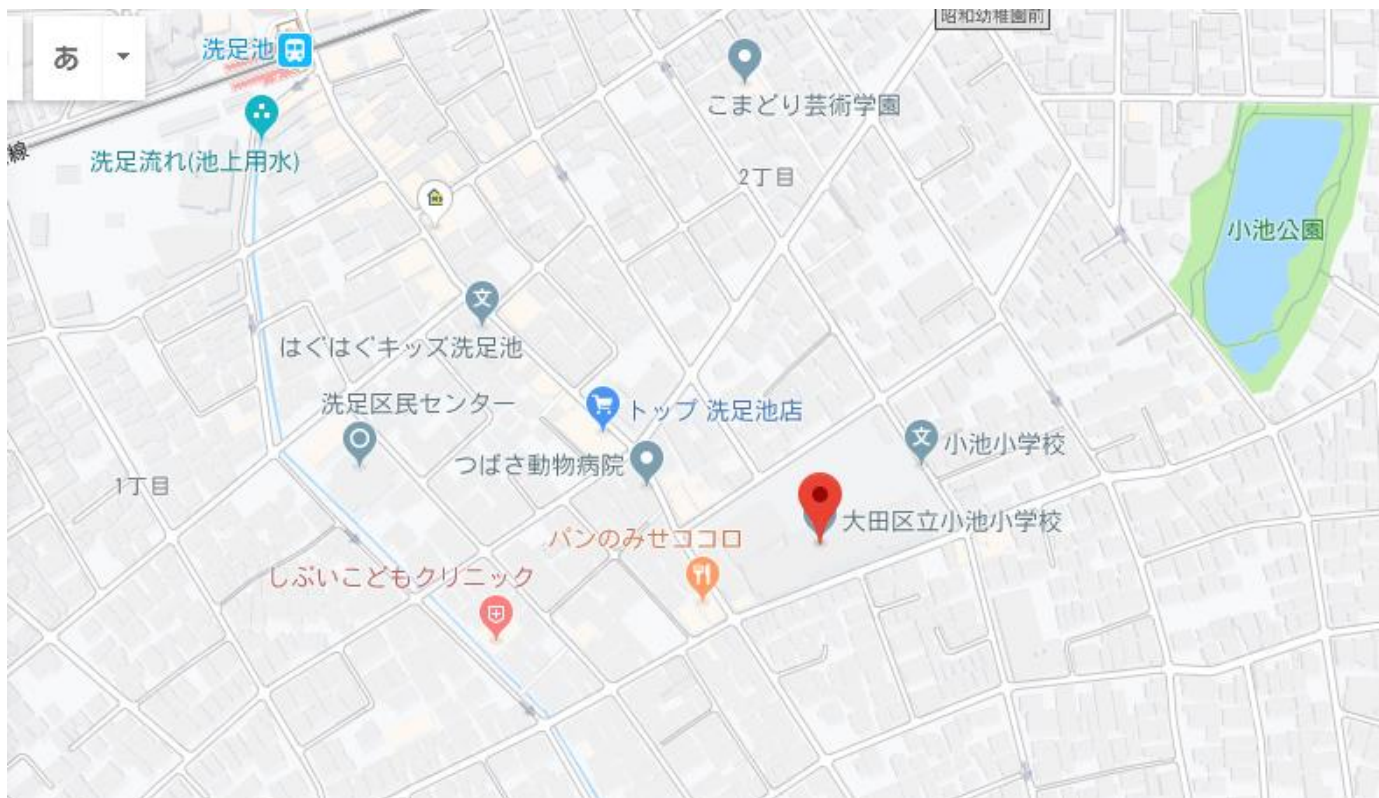 昭和幼稚園前
あ
洗足池
こまどり芸術学園
線
洗足流れ(池上用水)
2丁目
小池公園
はぐはぐキッズ洗足池
洗足区民センター
トップ 洗足池店
小池小学校
つばさ動物病院
1丁目
大田区立小池小学校
パンのみせココロ
しぶいこどもクリニック